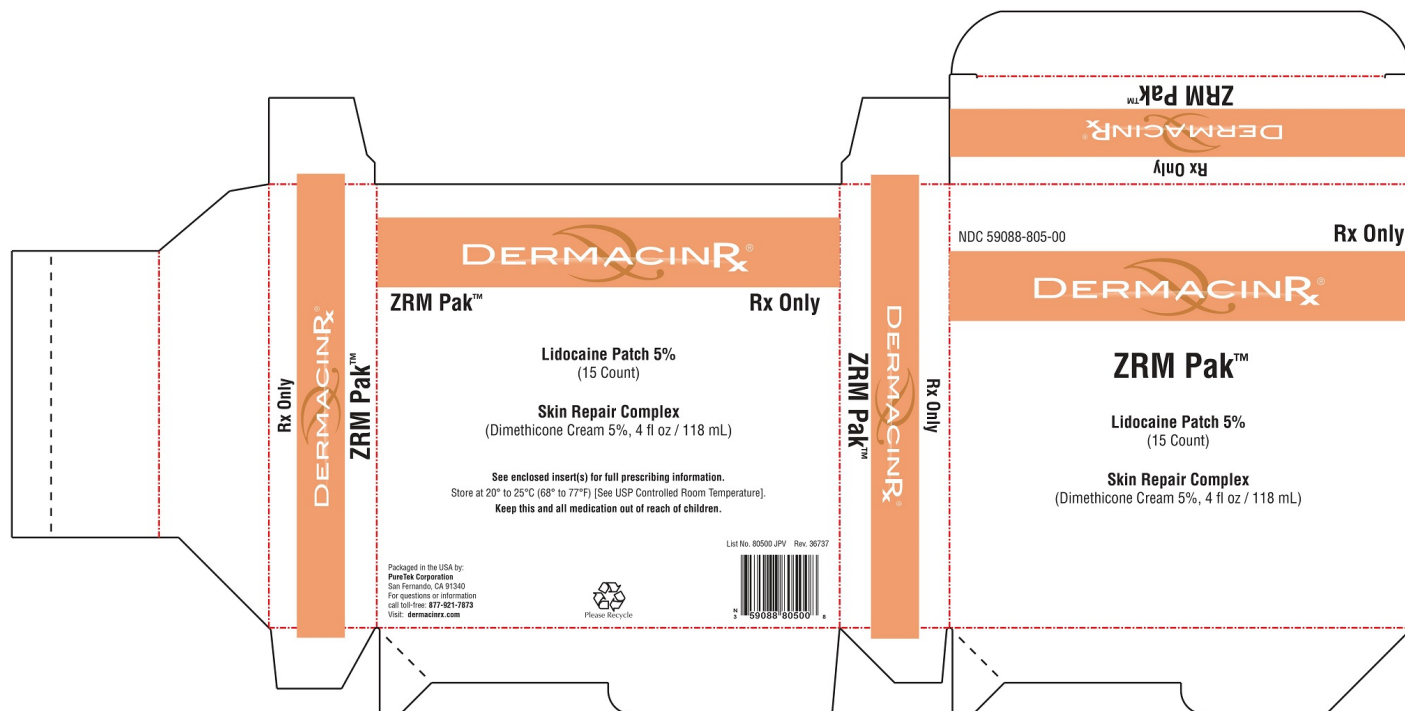 Rx Only
DERMACINRx®
ZRM Pak™
DERMACINRx®
ZRM Pak™
Rx Only
Lidocaine Patch 5%
(15 Count)
Skin Repair Complex
(Dimethicone Cream 5%, 4 fl oz / 118 mL)
See enclosed insert(s) for full prescribing information.
Store at 20° to 25°C (68° to 77°F) [See USP Controlled Room Temperature].
Keep this and all medication out of reach of children.
List No. 80500 JPV Rev. 36737
Packaged in the USA by:
PureTek Corporation
San Fernando, CA 91340
For questions or information
call toll-free: 877-921-7873
Visit: dermacinrx.com
Please Recycle
N
3 59088 80500 8
ZRM Pak™
DERMACINRx®
Rx Only
ZRM Pak™
DERMACINRx®
Rx Only
NDC 59088-805-00
Rx Only
DERMACINRx®
ZRM Pak™
Lidocaine Patch 5%
(15 Count)
Skin Repair Complex
(Dimethicone Cream 5%, 4 fl oz / 118 mL)